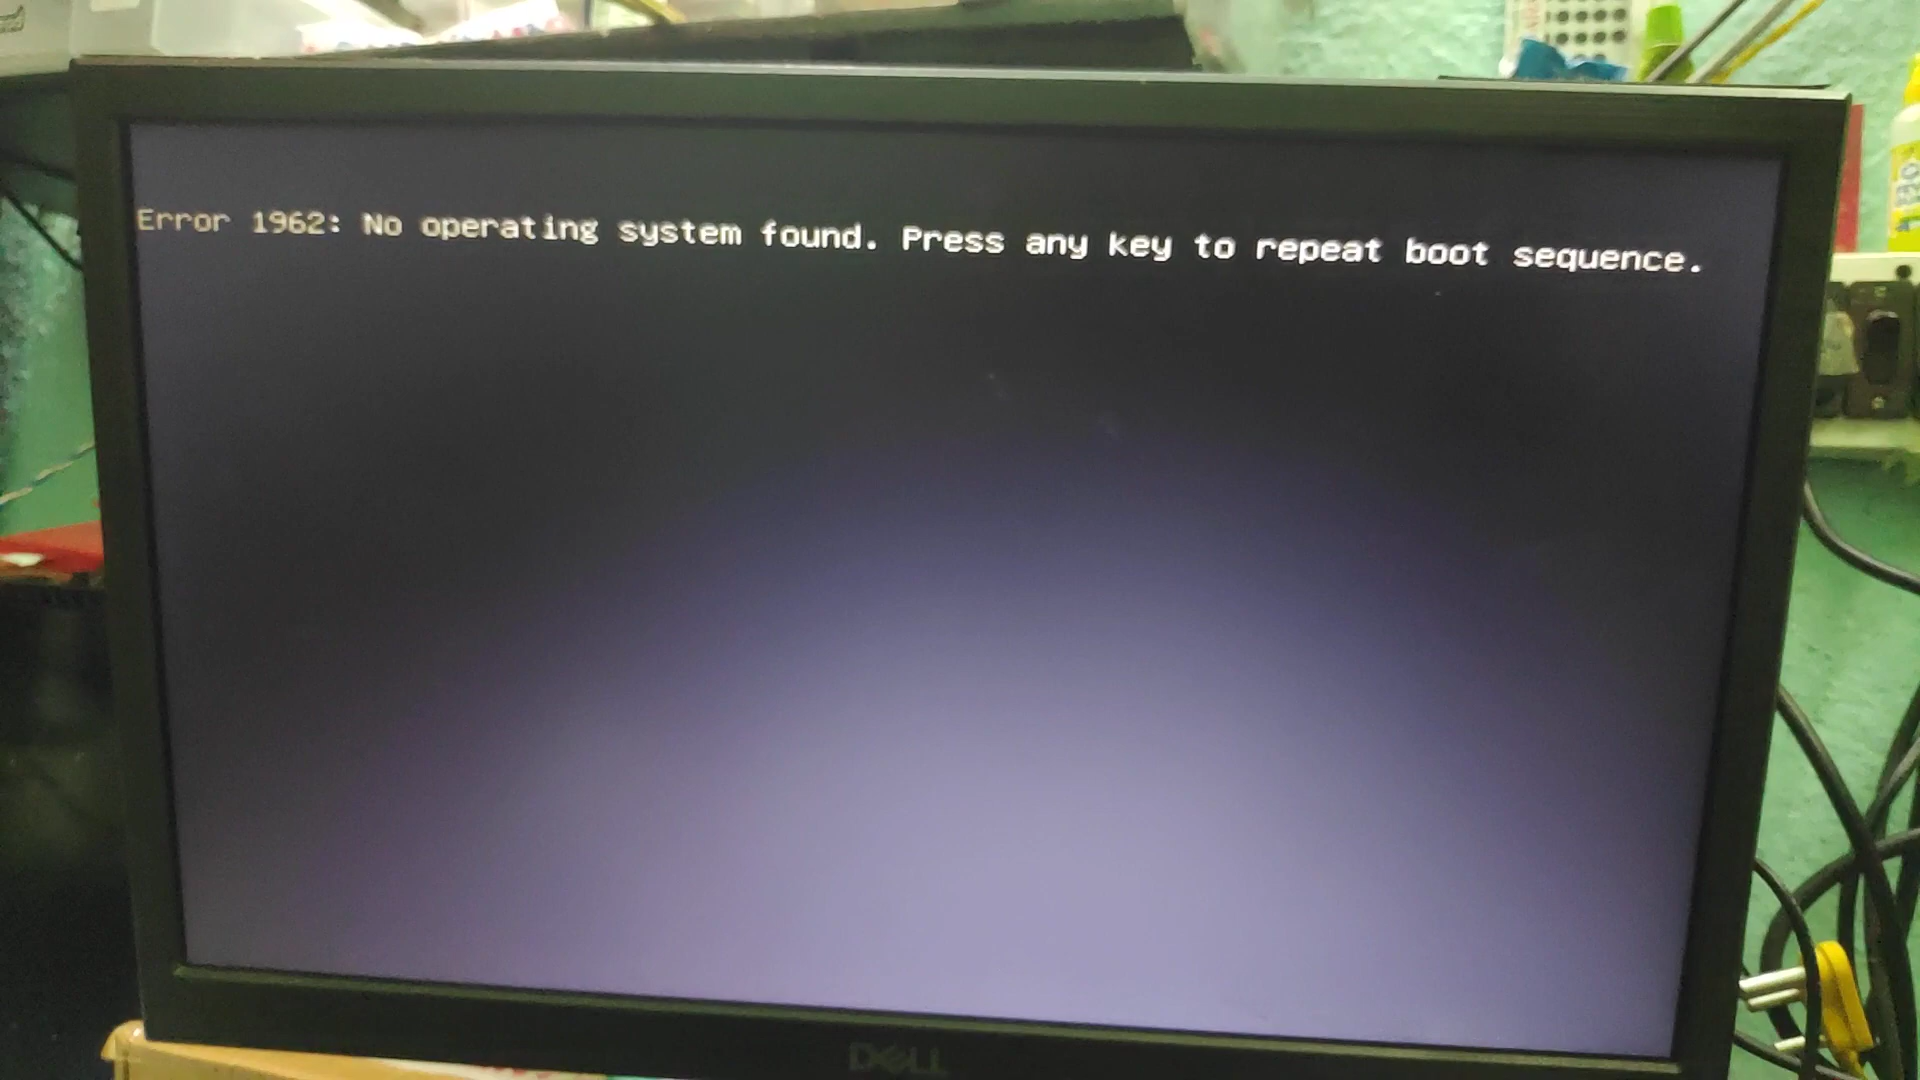 Error 1962: No operating system found. Press any key to repeat boot sequence.
DELL